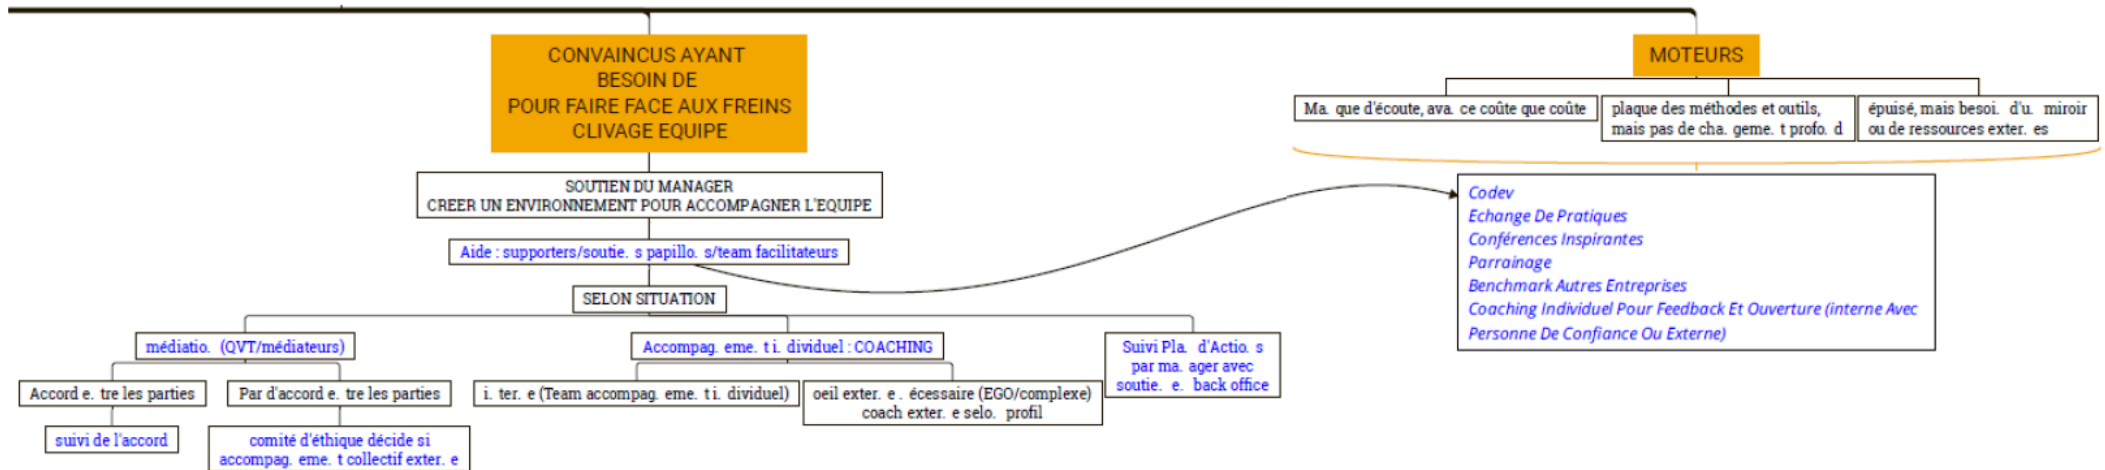 CONVAINCUS AYANT
BESOIN DE
POUR FAIRE FACE AUX FREINS
CLIVAGE EQUIPE
SOUTIEN DU MANAGER
CREER UN ENVIRONNEMENT POUR ACCOMPAGNER L'EQUIPE
Aide : supporters/soutie. s papillo. s/team facilitateurs
SELON SITUATION
médiatio. (QVT/médiateurs)
Accord e. tre les parties
suivi de l'accord
Par d'accord e. tre les parties
comité d'éthique décide si
accompag. eme. t collectif exter. e
Accompag. eme. t i. dividuel : COACHING
i. ter. e (Team accompag. eme. t i. dividuel)
oeil exter. e . écessaire (EGO/complexe)
coach exter. e selo. profil
Suivi Pla. d'Actio. s
par ma. ager avec
soutie. e. back office
MOTEURS
Ma. que d'écoute, ava. ce coûte que coûte
plaque des méthodes et outils,
mais pas de cha. geme. t profo. d
épuisé, mais besoi. d'u. miroir
ou de ressources exter. es
Codev
Echange De Pratiques
Conférences Inspirantes
Parrainage
Benchmark Autres Entreprises
Coaching Individuel Pour Feedback Et Ouverture (interne Avec
Personne De Confiance Ou Externe)